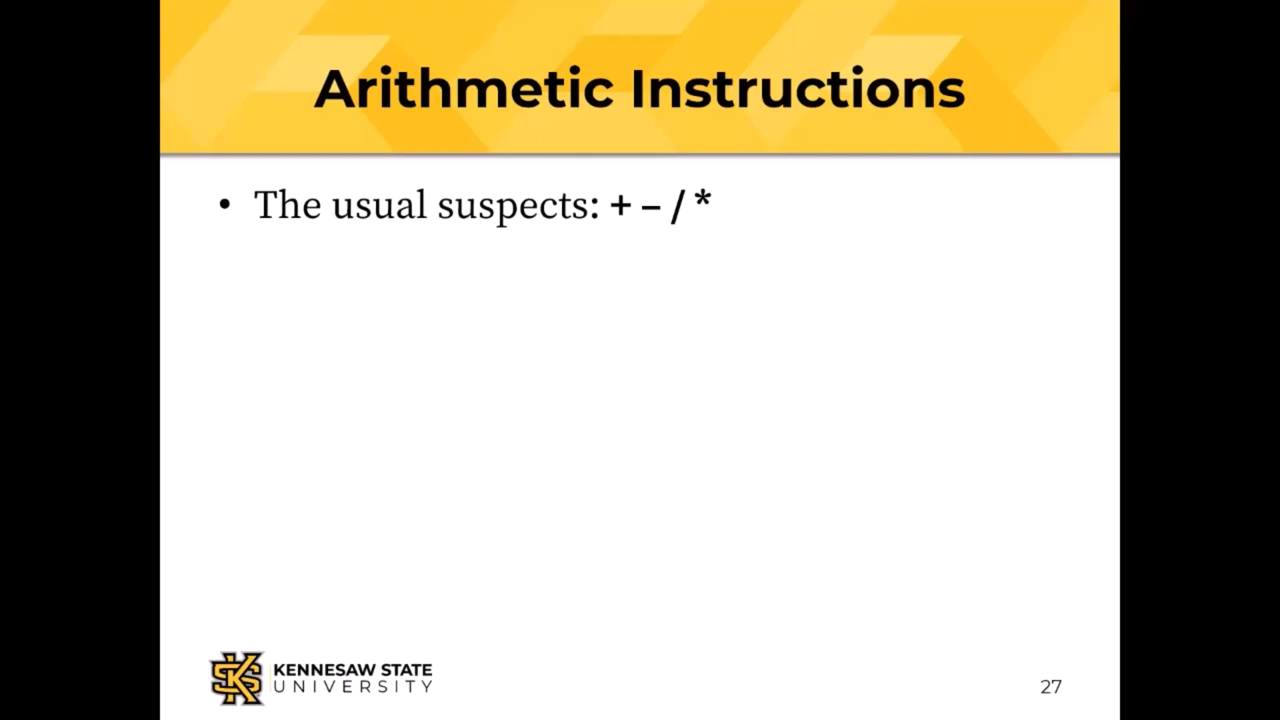 Arithmetic Instructions
• The usual suspects: + – / *
KENNESAW STATE
UNIVERSITY
27